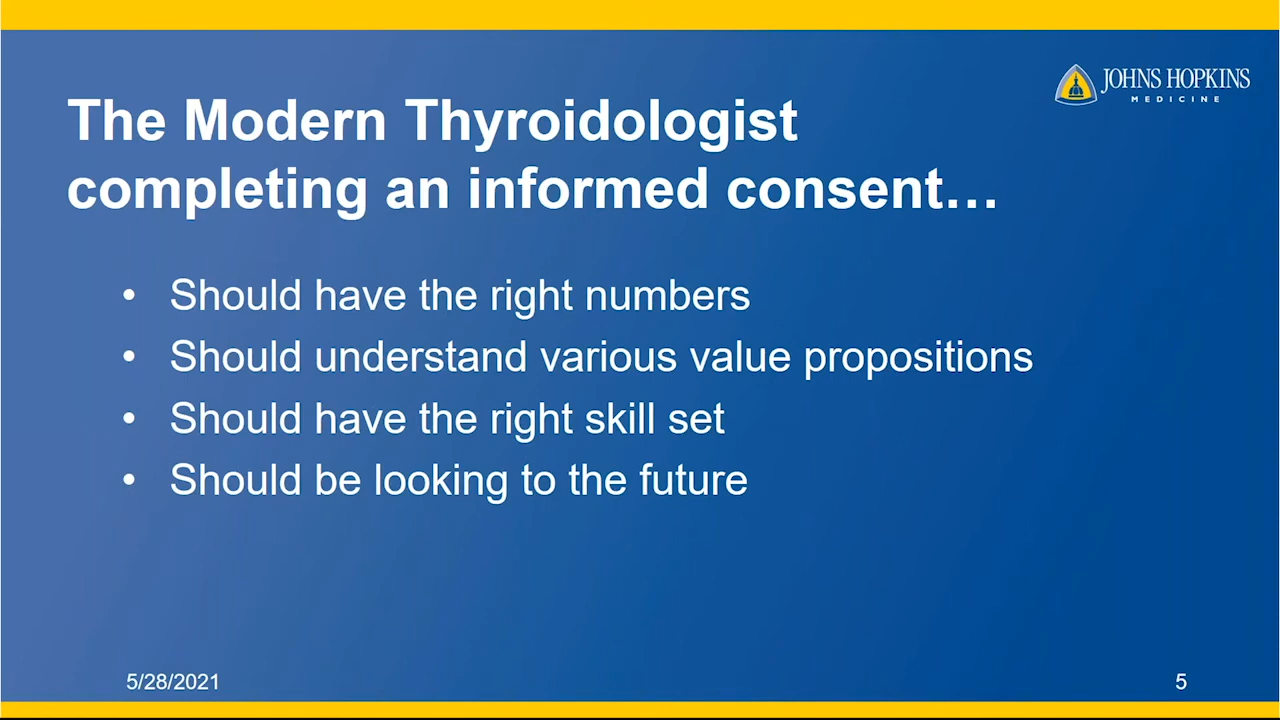 JOHNS HOPKINS
MEDICINE
The Modern Thyroidologist
completing an informed consent…
• Should have the right numbers
• Should understand various value propositions
• Should have the right skill set
• Should be looking to the future
5/28/2021
5